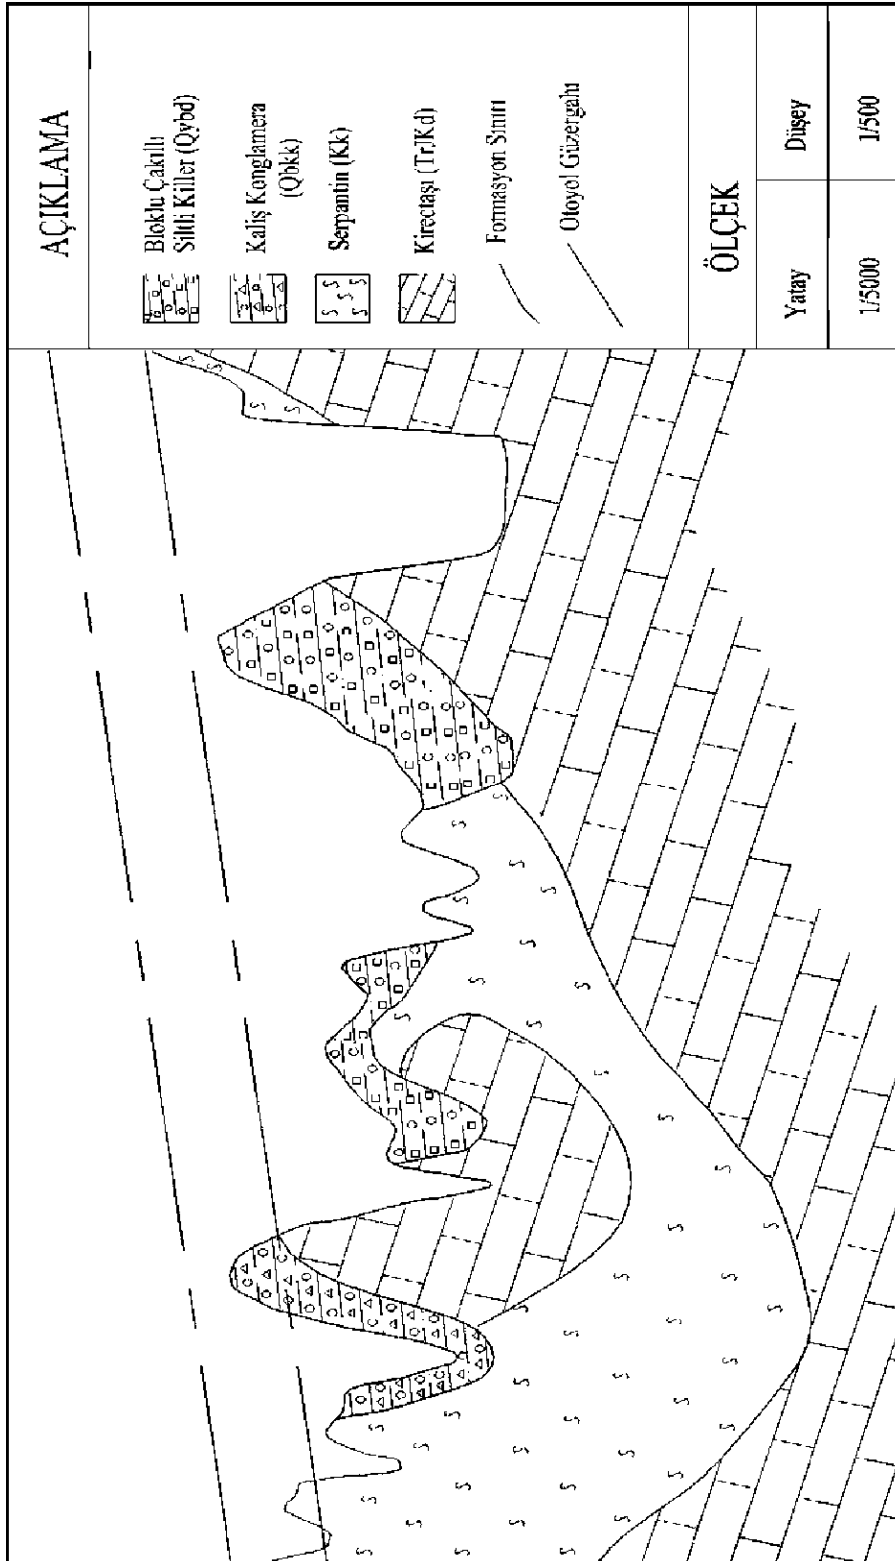 AÇIKLAMA
Bloklu Çakıllı
Siltli Killer (Qybd)
Kaliş Konglamera
(Qbkk)
Serpantin (Kk)
Kireçtaşı (TrJKd)
Formasyon Sınırı
Otoyol Güzergahı
ÖLÇEK
Yatay
Düşey
1/5000
1/500